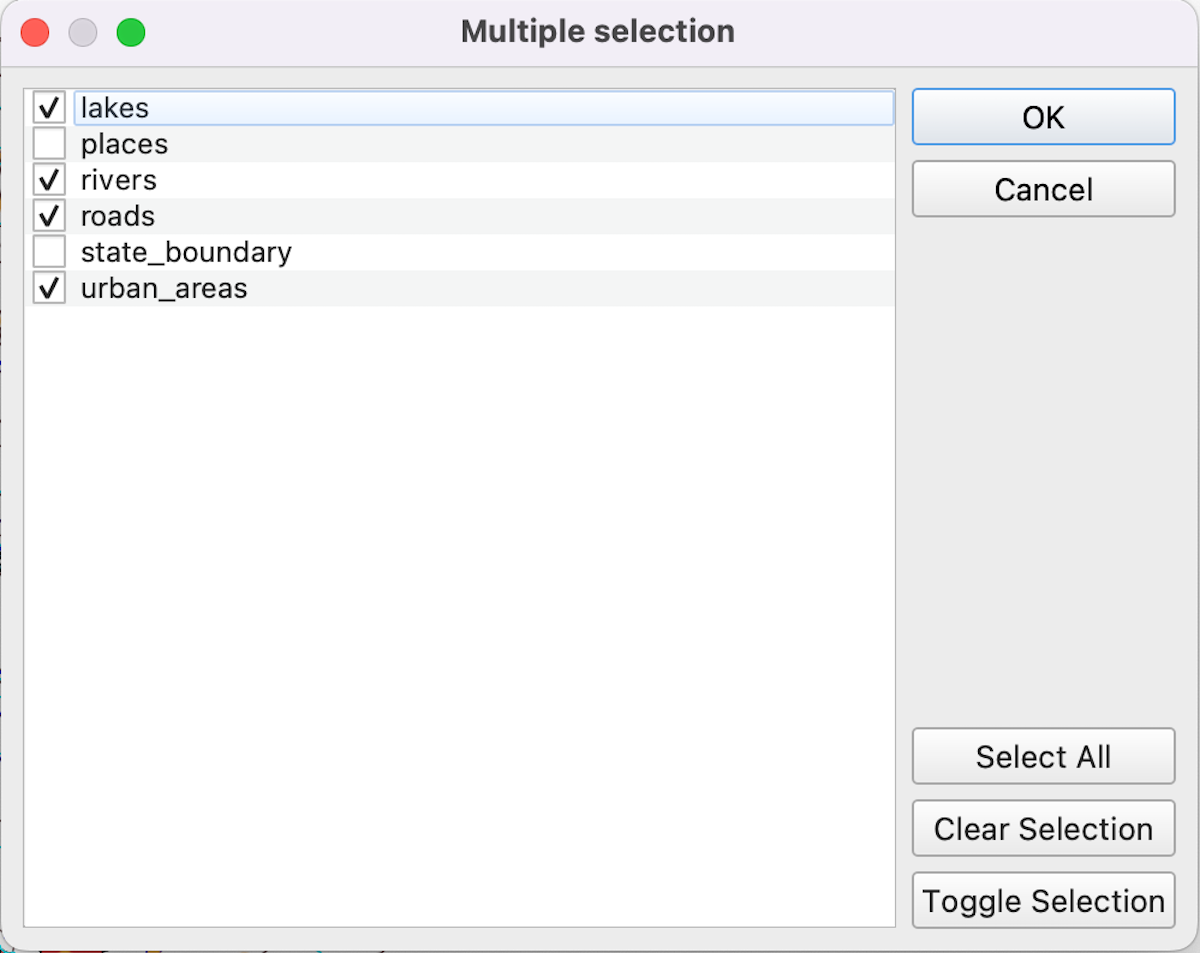 Multiple selection
lakes
places
rivers
roads
state_boundary
urban_areas
OK
Cancel
Select All
Clear Selection
Toggle Selection